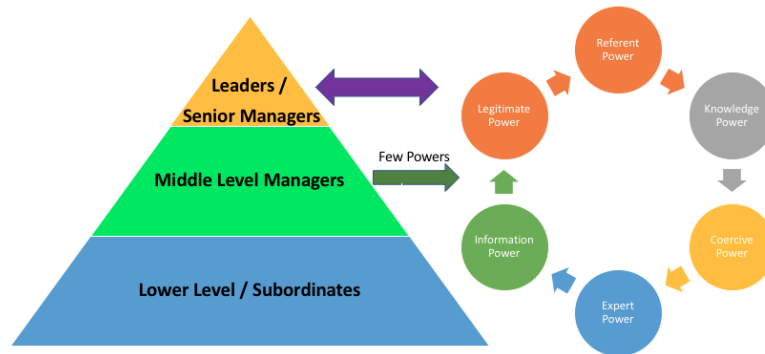 Leaders /
Senior Managers
Middle Level Managers
Lower Level / Subordinates
Few Powers
Referent
Power
Knowledge
Power
Coercive
Power
Expert
Power
Information
Power
Legitimate
Power